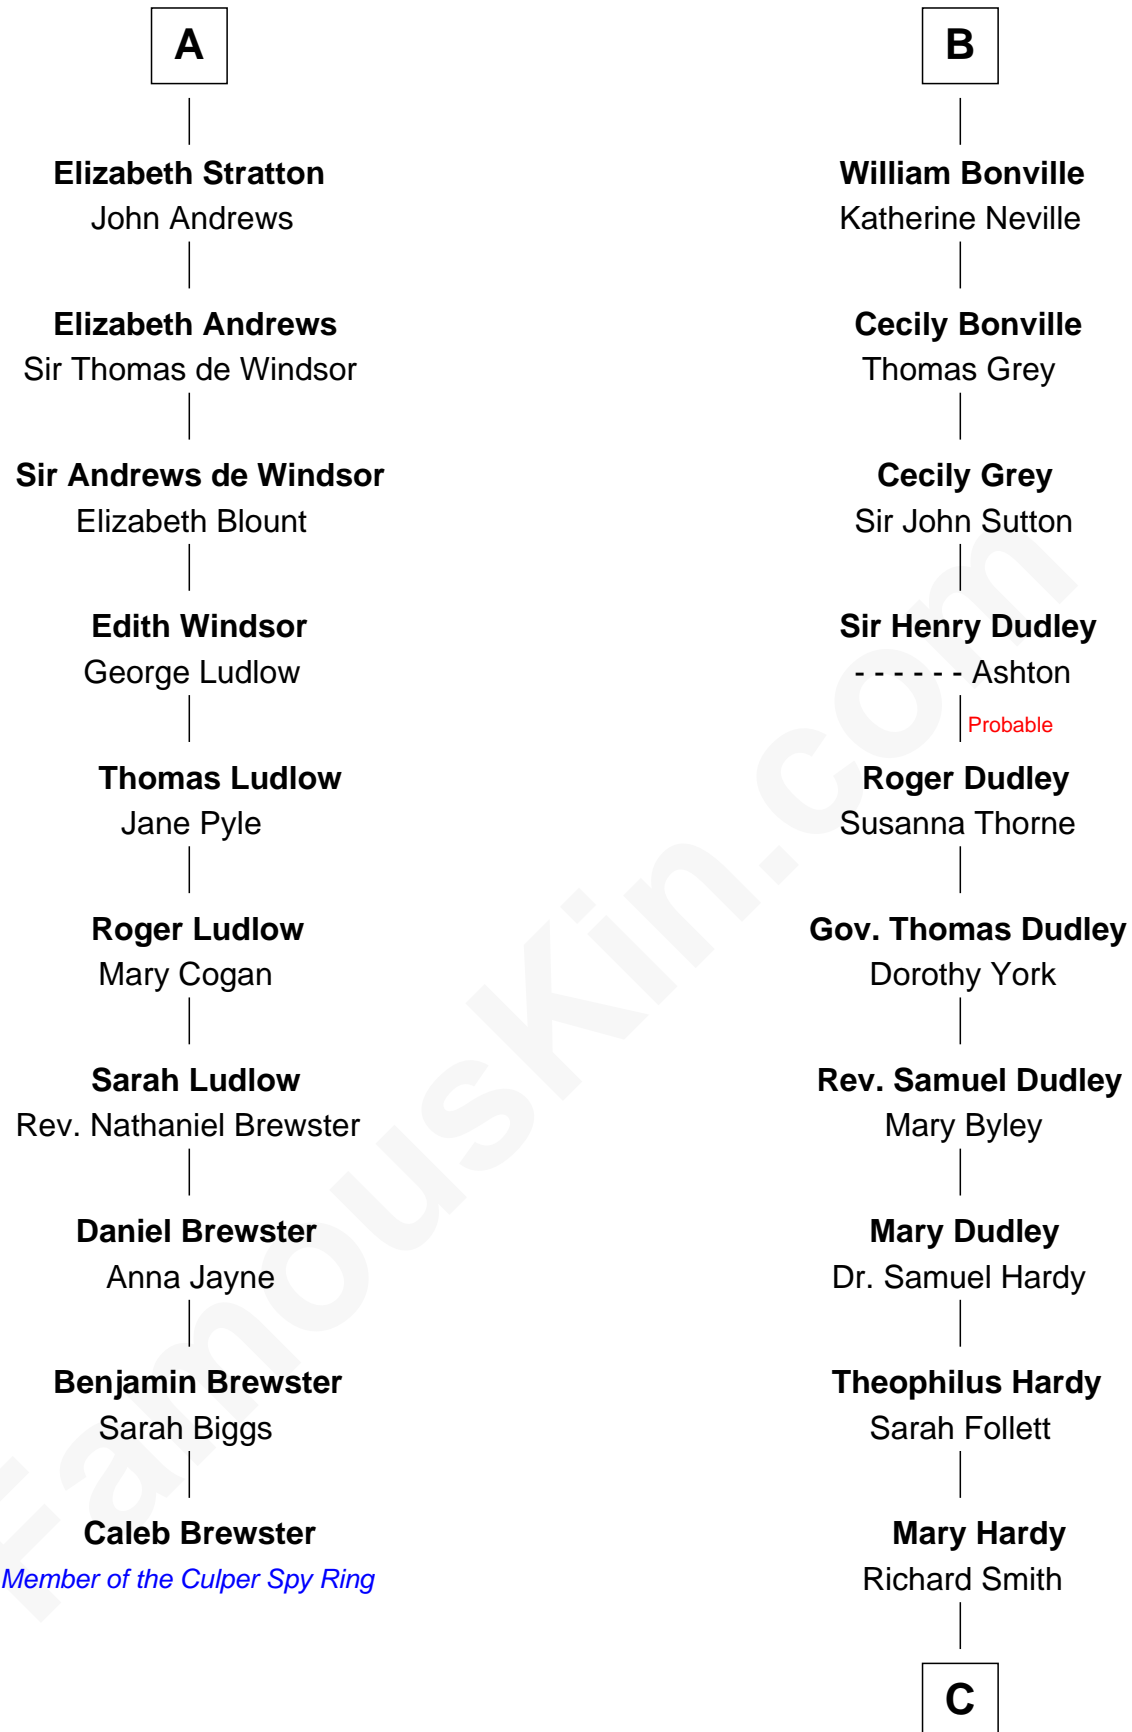 A
Elizabeth Stratton
John Andrews
Elizabeth Andrews
Sir Thomas de Windsor
Sir Andrews de Windsor
Elizabeth Blount
Edith Windsor
George Ludlow
Thomas Ludlow
Jane Pyle
Roger Ludlow
Mary Cogan
Sarah Ludlow
Rev. Nathaniel Brewster
Daniel Brewster
Anna Jayne
Benjamin Brewster
Sarah Biggs
Caleb Brewster
Member of the Culper Spy Ring
B
William Bonville
Katherine Neville
Cecily Bonville
Thomas Grey
Cecily Grey
Sir John Sutton
Sir Henry Dudley
- - - - - - Ashton
Probable
Roger Dudley
Susanna Thorne
Gov. Thomas Dudley
Dorothy York
Rev. Samuel Dudley
Mary Byley
Mary Dudley
Dr. Samuel Hardy
Theophilus Hardy
Sarah Follett
Mary Hardy
Richard Smith
C
FamousKin.com